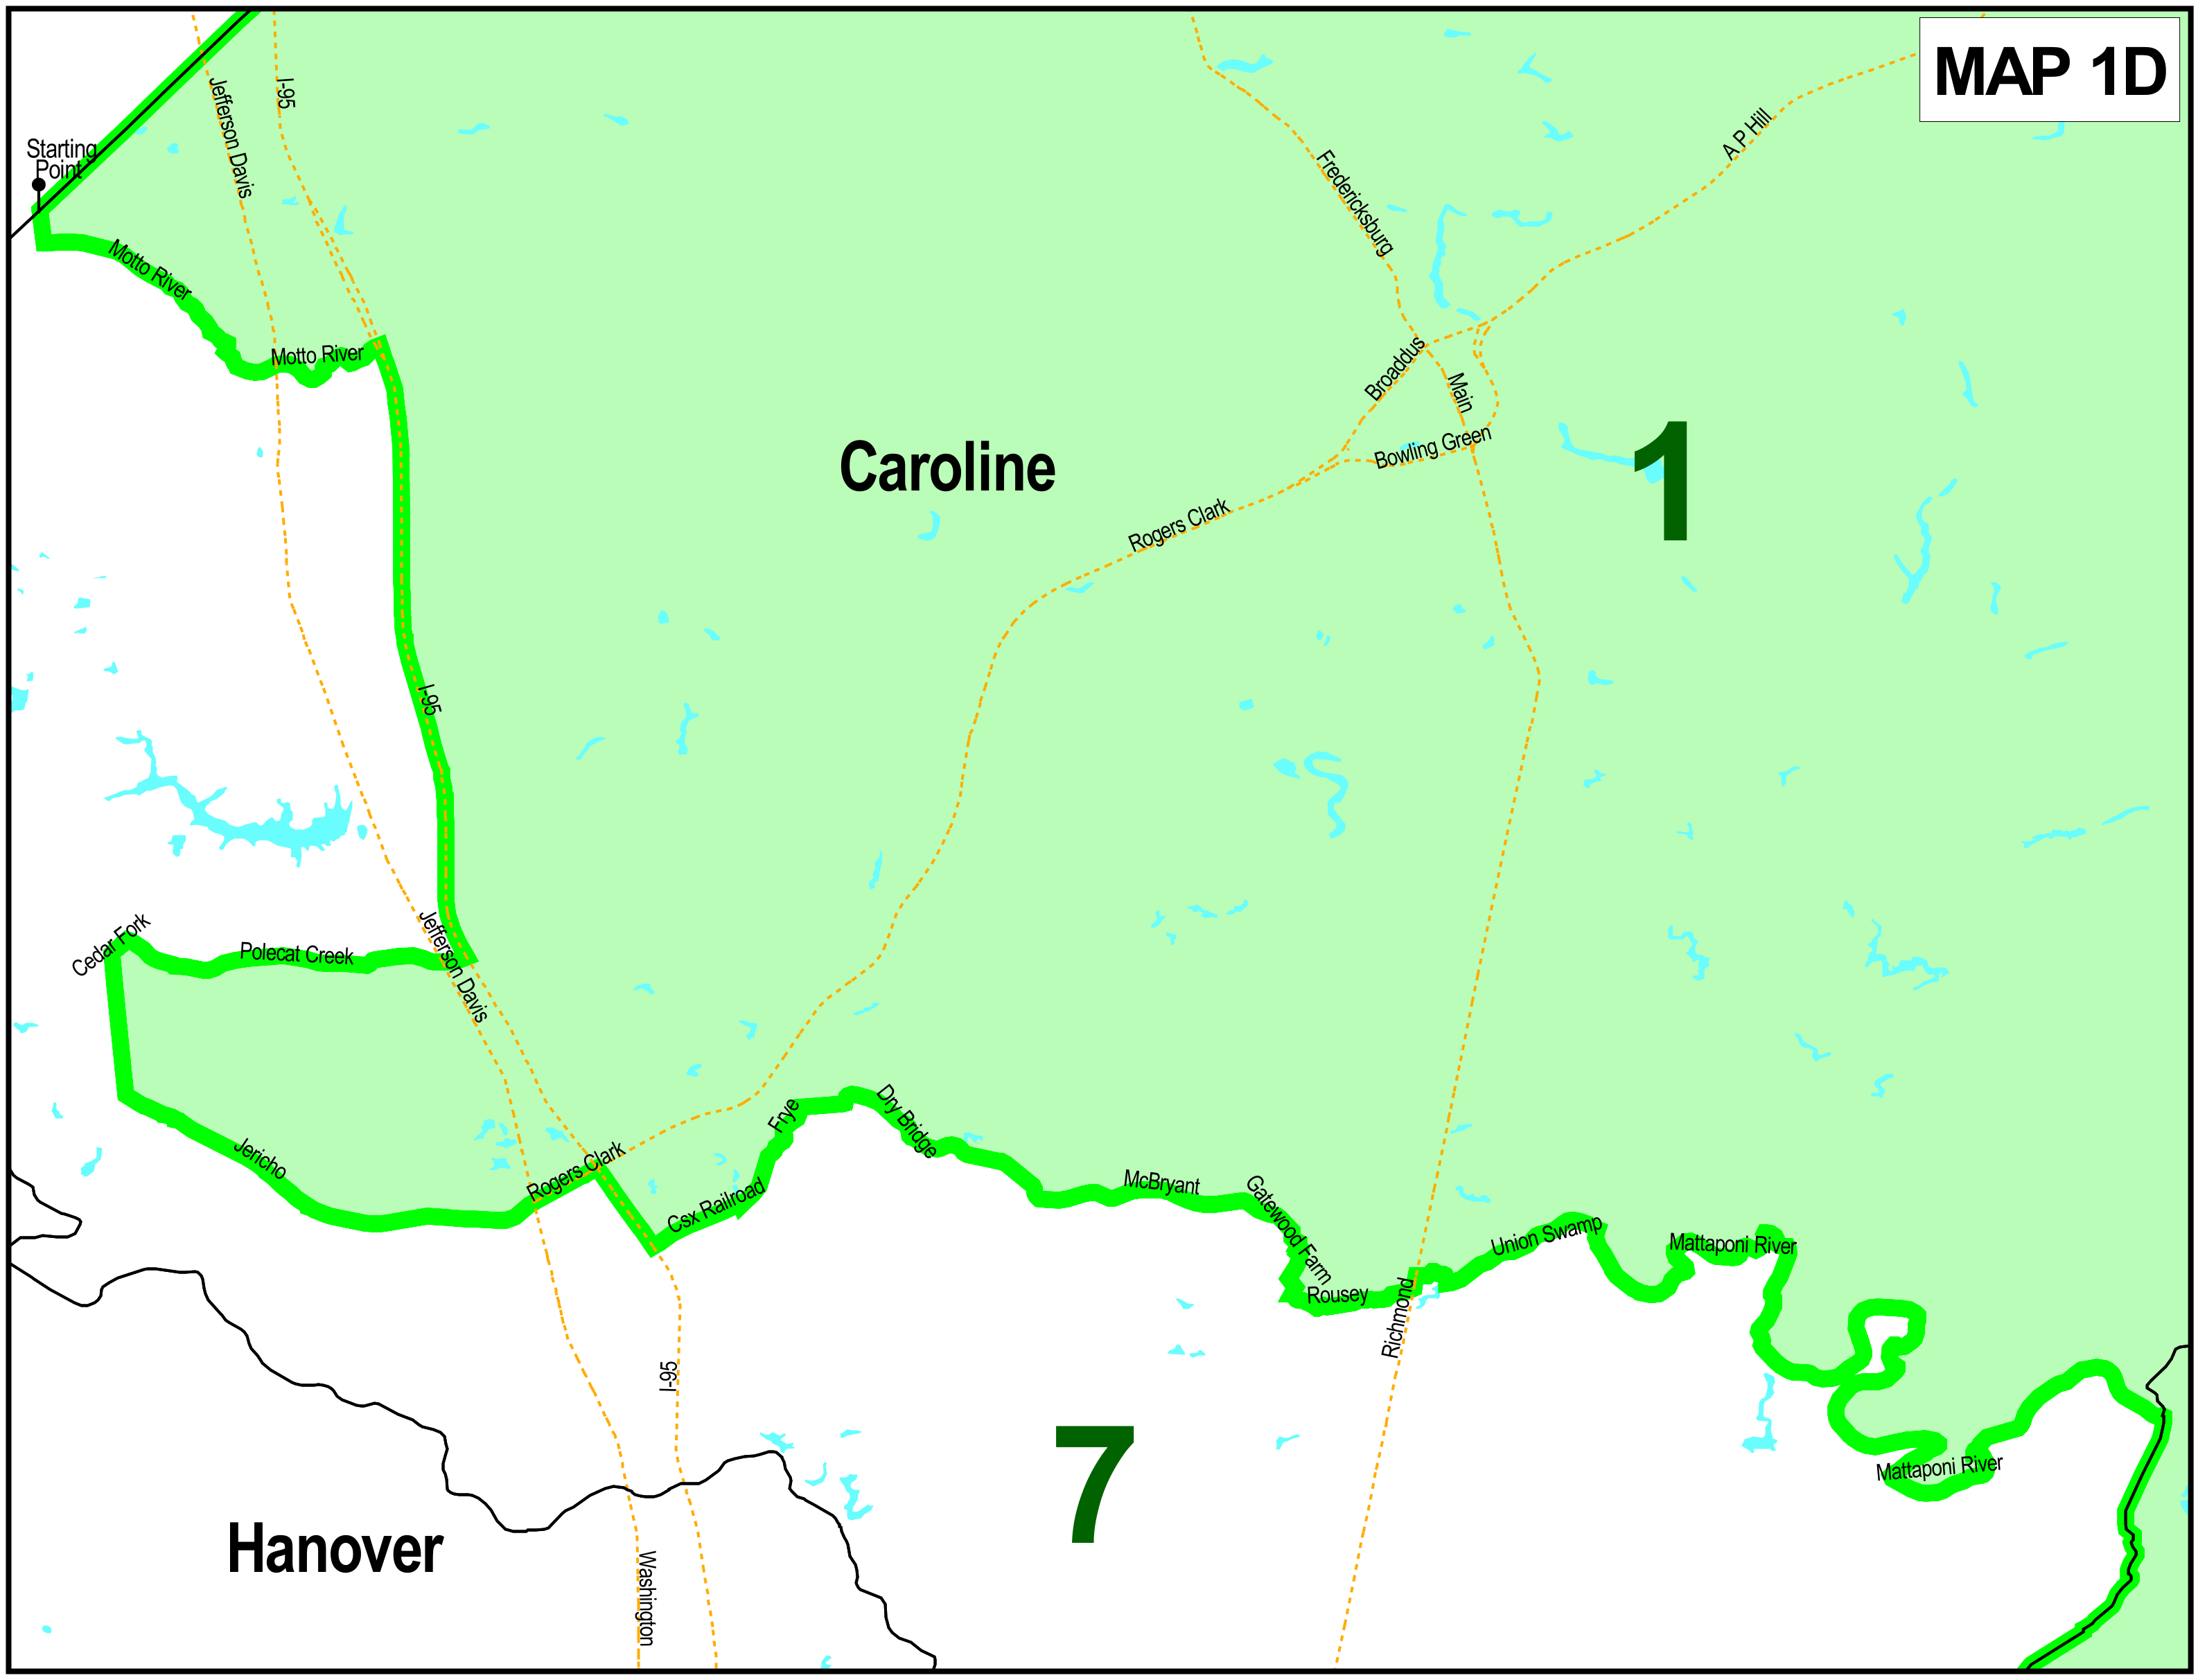 MAP 1D
Starting
Point
Jefferson Davis
I-95
A P Hill
Fredericksburg
Motto River
Motto River
Broaddus
Main
Bowling Green
Caroline
1
Rogers Clark
I-95
Cedar Fork
Polecat Creek
Jefferson Davis
Frye
Dry Bridge
Jericho
Rogers Clark
Csx Railroad
McBryant
Gatewood Farm
Union Swamp
Mattaponi River
Rousey
Richmond
I-95
7
Mattaponi River
Hanover
Washington